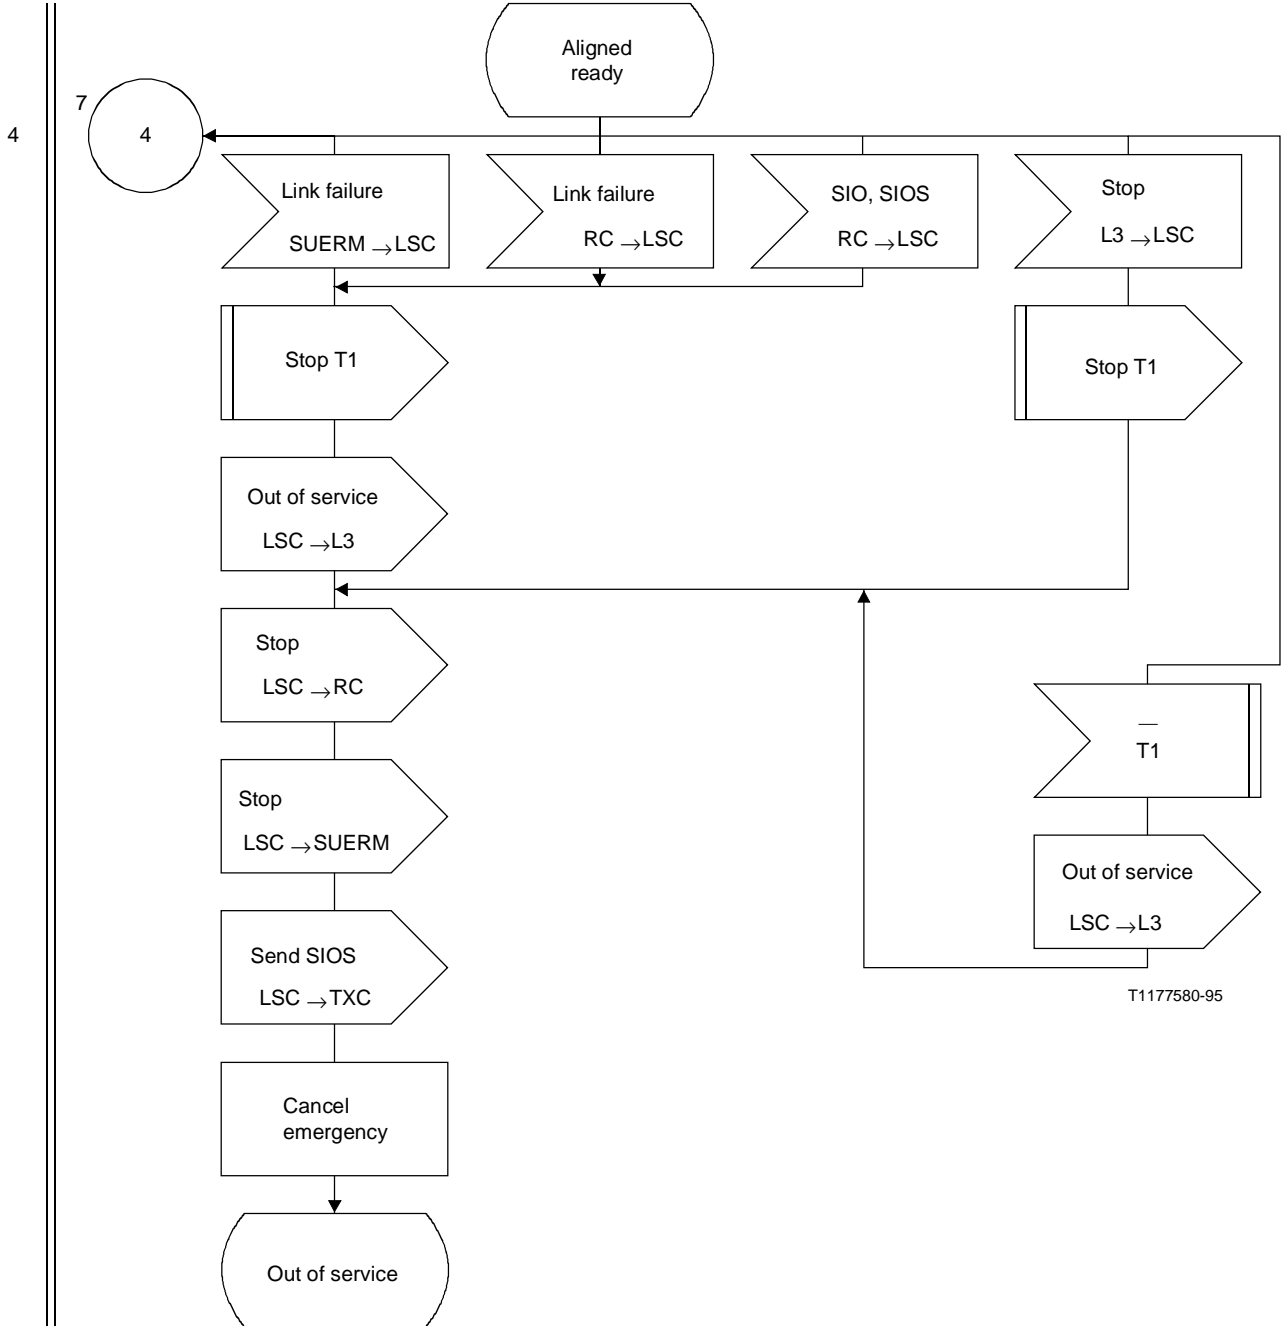 Aligned
ready
7
4
4
Link failure
SUERM →LSC
Link failure
RC →LSC
SIO, SIOS
RC →LSC
Stop
L3 →LSC
Stop T1
Stop T1
Out of service
LSC →L3
Stop
LSC →RC
T1
Stop
LSC →SUERM
Out of service
LSC →L3
Send SIOS
LSC →TXC
T1177580-95
Cancel
emergency
Out of service